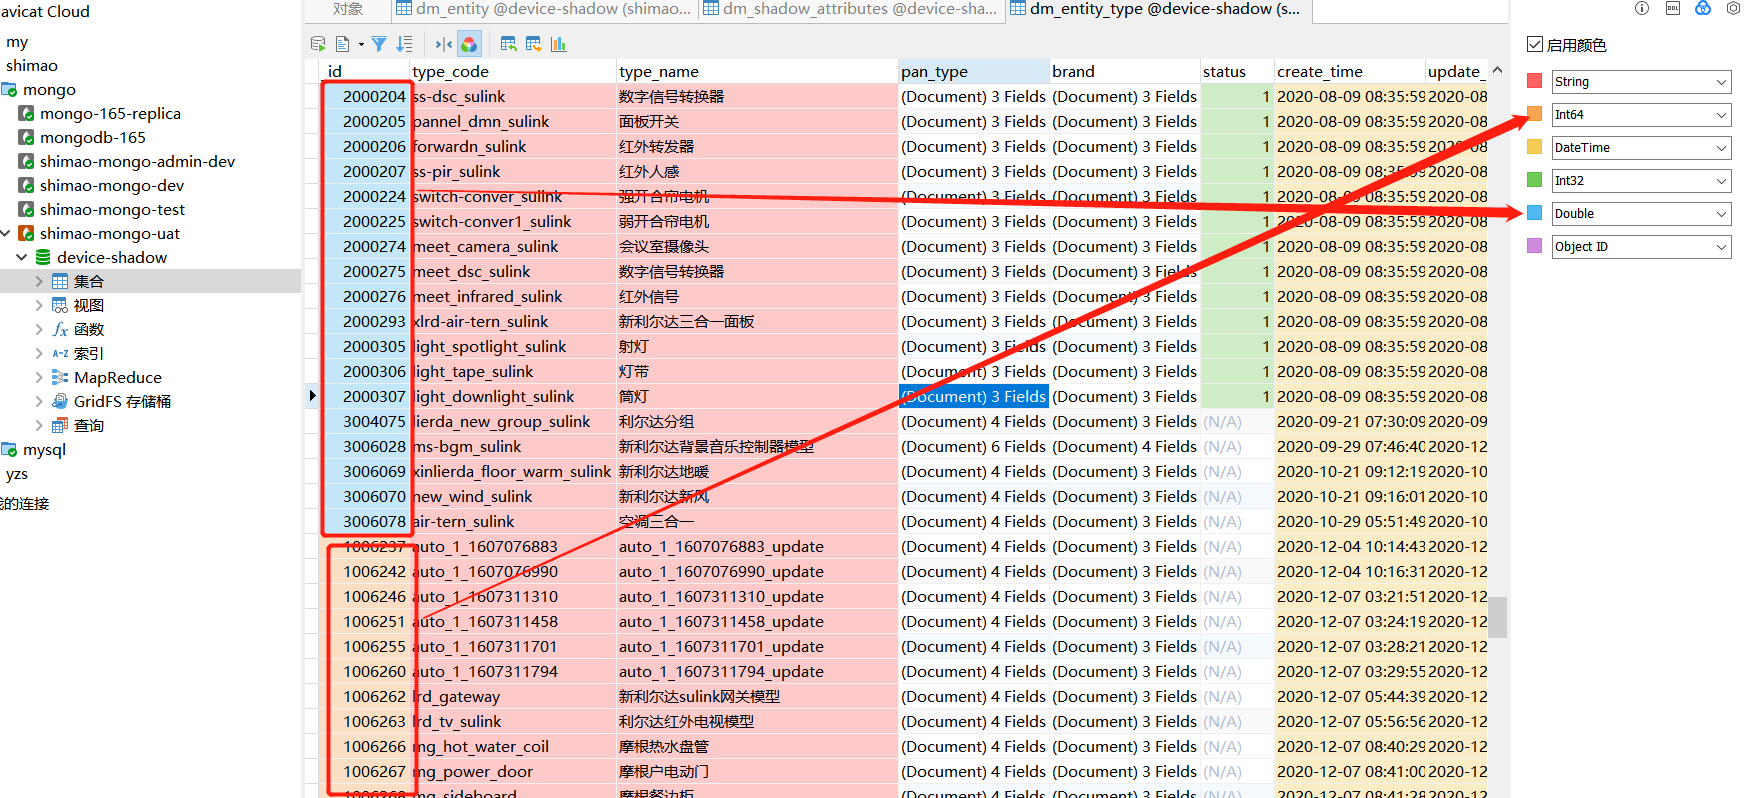 avicat Cloud
my
shimao
mongo
mongo-165-replica
mongodb-165
shimao-mongo-admin-dev
shimao-mongo-dev
shimao-mongo-test
shimao-mongo-uat
device-shadow
集合
视图
函数
索引
MapReduce
GridFS 存储桶
查询
mysql
yzs
的连接
对象 dm_entity @device-shadow (shimao... dm_shadow_attributes @device-sha... dm_entity_type @device-shadow (s...
_id type_code type_name pan_type brand status create_time update_
2000204 ss-dsc_sulink 数字信号转换器 (Document) 3 Fields (Document) 3 Fields 1 2020-08-09 08:35:59 2020-08
2000205 pannel_dmn_sulink 面板开关 (Document) 3 Fields (Document) 3 Fields 1 2020-08-09 08:35:59 2020-08
2000206 forwardn_sulink 红外转发器 (Document) 3 Fields (Document) 3 Fields 1 2020-08-09 08:35:59 2020-08
2000207 ss-pir_sulink 红外人感 (Document) 3 Fields (Document) 3 Fields 1 2020-08-09 08:35:59 2020-08
2000224 switch-conver_sulink 强开合帘电机 (Document) 3 Fields (Document) 3 Fields 1 2020-08-09 08:35:59 2020-08
2000225 switch-conver1_sulink 弱开合帘电机 (Document) 3 Fields (Document) 3 Fields 1 2020-08-09 08:35:59 2020-08
2000274 meet_camera_sulink 会议室摄像头 (Document) 3 Fields (Document) 3 Fields 1 2020-08-09 08:35:59 2020-08
2000275 meet_dsc_sulink 数字信号转换器 (Document) 3 Fields (Document) 3 Fields 1 2020-08-09 08:35:59 2020-08
2000276 meet_infrared_sulink 红外信号 (Document) 3 Fields (Document) 3 Fields 1 2020-08-09 08:35:59 2020-08
2000293 xlrd-air-tern_sulink 新利尔达三合一面板 (Document) 3 Fields (Document) 3 Fields 1 2020-08-09 08:35:59 2020-08
2000305 light_spotlight_sulink 射灯 (Document) 3 Fields (Document) 3 Fields 1 2020-08-09 08:35:59 2020-08
2000306 light_tape_sulink 灯带 (Document) 3 Fields (Document) 3 Fields 1 2020-08-09 08:35:59 2020-08
2000307 light_downlight_sulink 筒灯 (Document) 3 Fields (Document) 3 Fields 1 2020-08-09 08:35:59 2020-08
3004075 lierda_new_group_sulink 利尔达分组 (Document) 4 Fields (Document) 3 Fields (N/A) 2020-09-21 07:30:09 2020-09
3006028 ms-bgm_sulink 新利尔达背景音乐控制器模型 (Document) 6 Fields (Document) 4 Fields (N/A) 2020-09-29 07:46:40 2020-12
3006069 xinlierda_floor_warm_sulink 新利尔达地暖 (Document) 4 Fields (Document) 3 Fields (N/A) 2020-10-21 09:12:19 2020-10
3006070 new_wind_sulink 新利尔达新风 (Document) 4 Fields (Document) 3 Fields (N/A) 2020-10-21 09:16:01 2020-10
3006078 air-tern_sulink 空调三合一 (Document) 4 Fields (Document) 3 Fields (N/A) 2020-10-29 05:51:49 2020-10
1006237 auto_1_1607076883 auto_1_1607076883_update (Document) 4 Fields (Document) 3 Fields (N/A) 2020-12-04 10:14:43 2020-12
1006242 auto_1_1607076990 auto_1_1607076990_update (Document) 4 Fields (Document) 3 Fields (N/A) 2020-12-04 10:16:31 2020-12
1006246 auto_1_1607311310 auto_1_1607311310_update (Document) 4 Fields (Document) 3 Fields (N/A) 2020-12-07 03:21:51 2020-12
1006251 auto_1_1607311458 auto_1_1607311458_update (Document) 4 Fields (Document) 3 Fields (N/A) 2020-12-07 03:24:19 2020-12
1006255 auto_1_1607311701 auto_1_1607311701_update (Document) 4 Fields (Document) 3 Fields (N/A) 2020-12-07 03:28:21 2020-12
1006260 auto_1_1607311794 auto_1_1607311794_update (Document) 4 Fields (Document) 3 Fields (N/A) 2020-12-07 03:29:55 2020-12
1006262 lrd_gateway 新利尔达sulink网关模型 (Document) 4 Fields (Document) 3 Fields (N/A) 2020-12-07 05:44:39 2020-12
1006263 lrd_tv_sulink 利尔达红外电视模型 (Document) 4 Fields (Document) 3 Fields (N/A) 2020-12-07 05:56:56 2020-12
1006266 mg_hot_water_coil 摩根热水盘管 (Document) 4 Fields (Document) 3 Fields (N/A) 2020-12-07 08:40:29 2020-12
1006267 mg_power_door 摩根户电动门 (Document) 4 Fields (Document) 3 Fields (N/A) 2020-12-07 08:41:00 2020-12
1006268 mg_sideboard 摩根餐边柜 (Document) 4 Fields (Document) 3 Fields (N/A) 2020-12-07 08:41:28 2020-12
DDL
启用颜色
String
Int64
DateTime
Int32
Double
Object ID